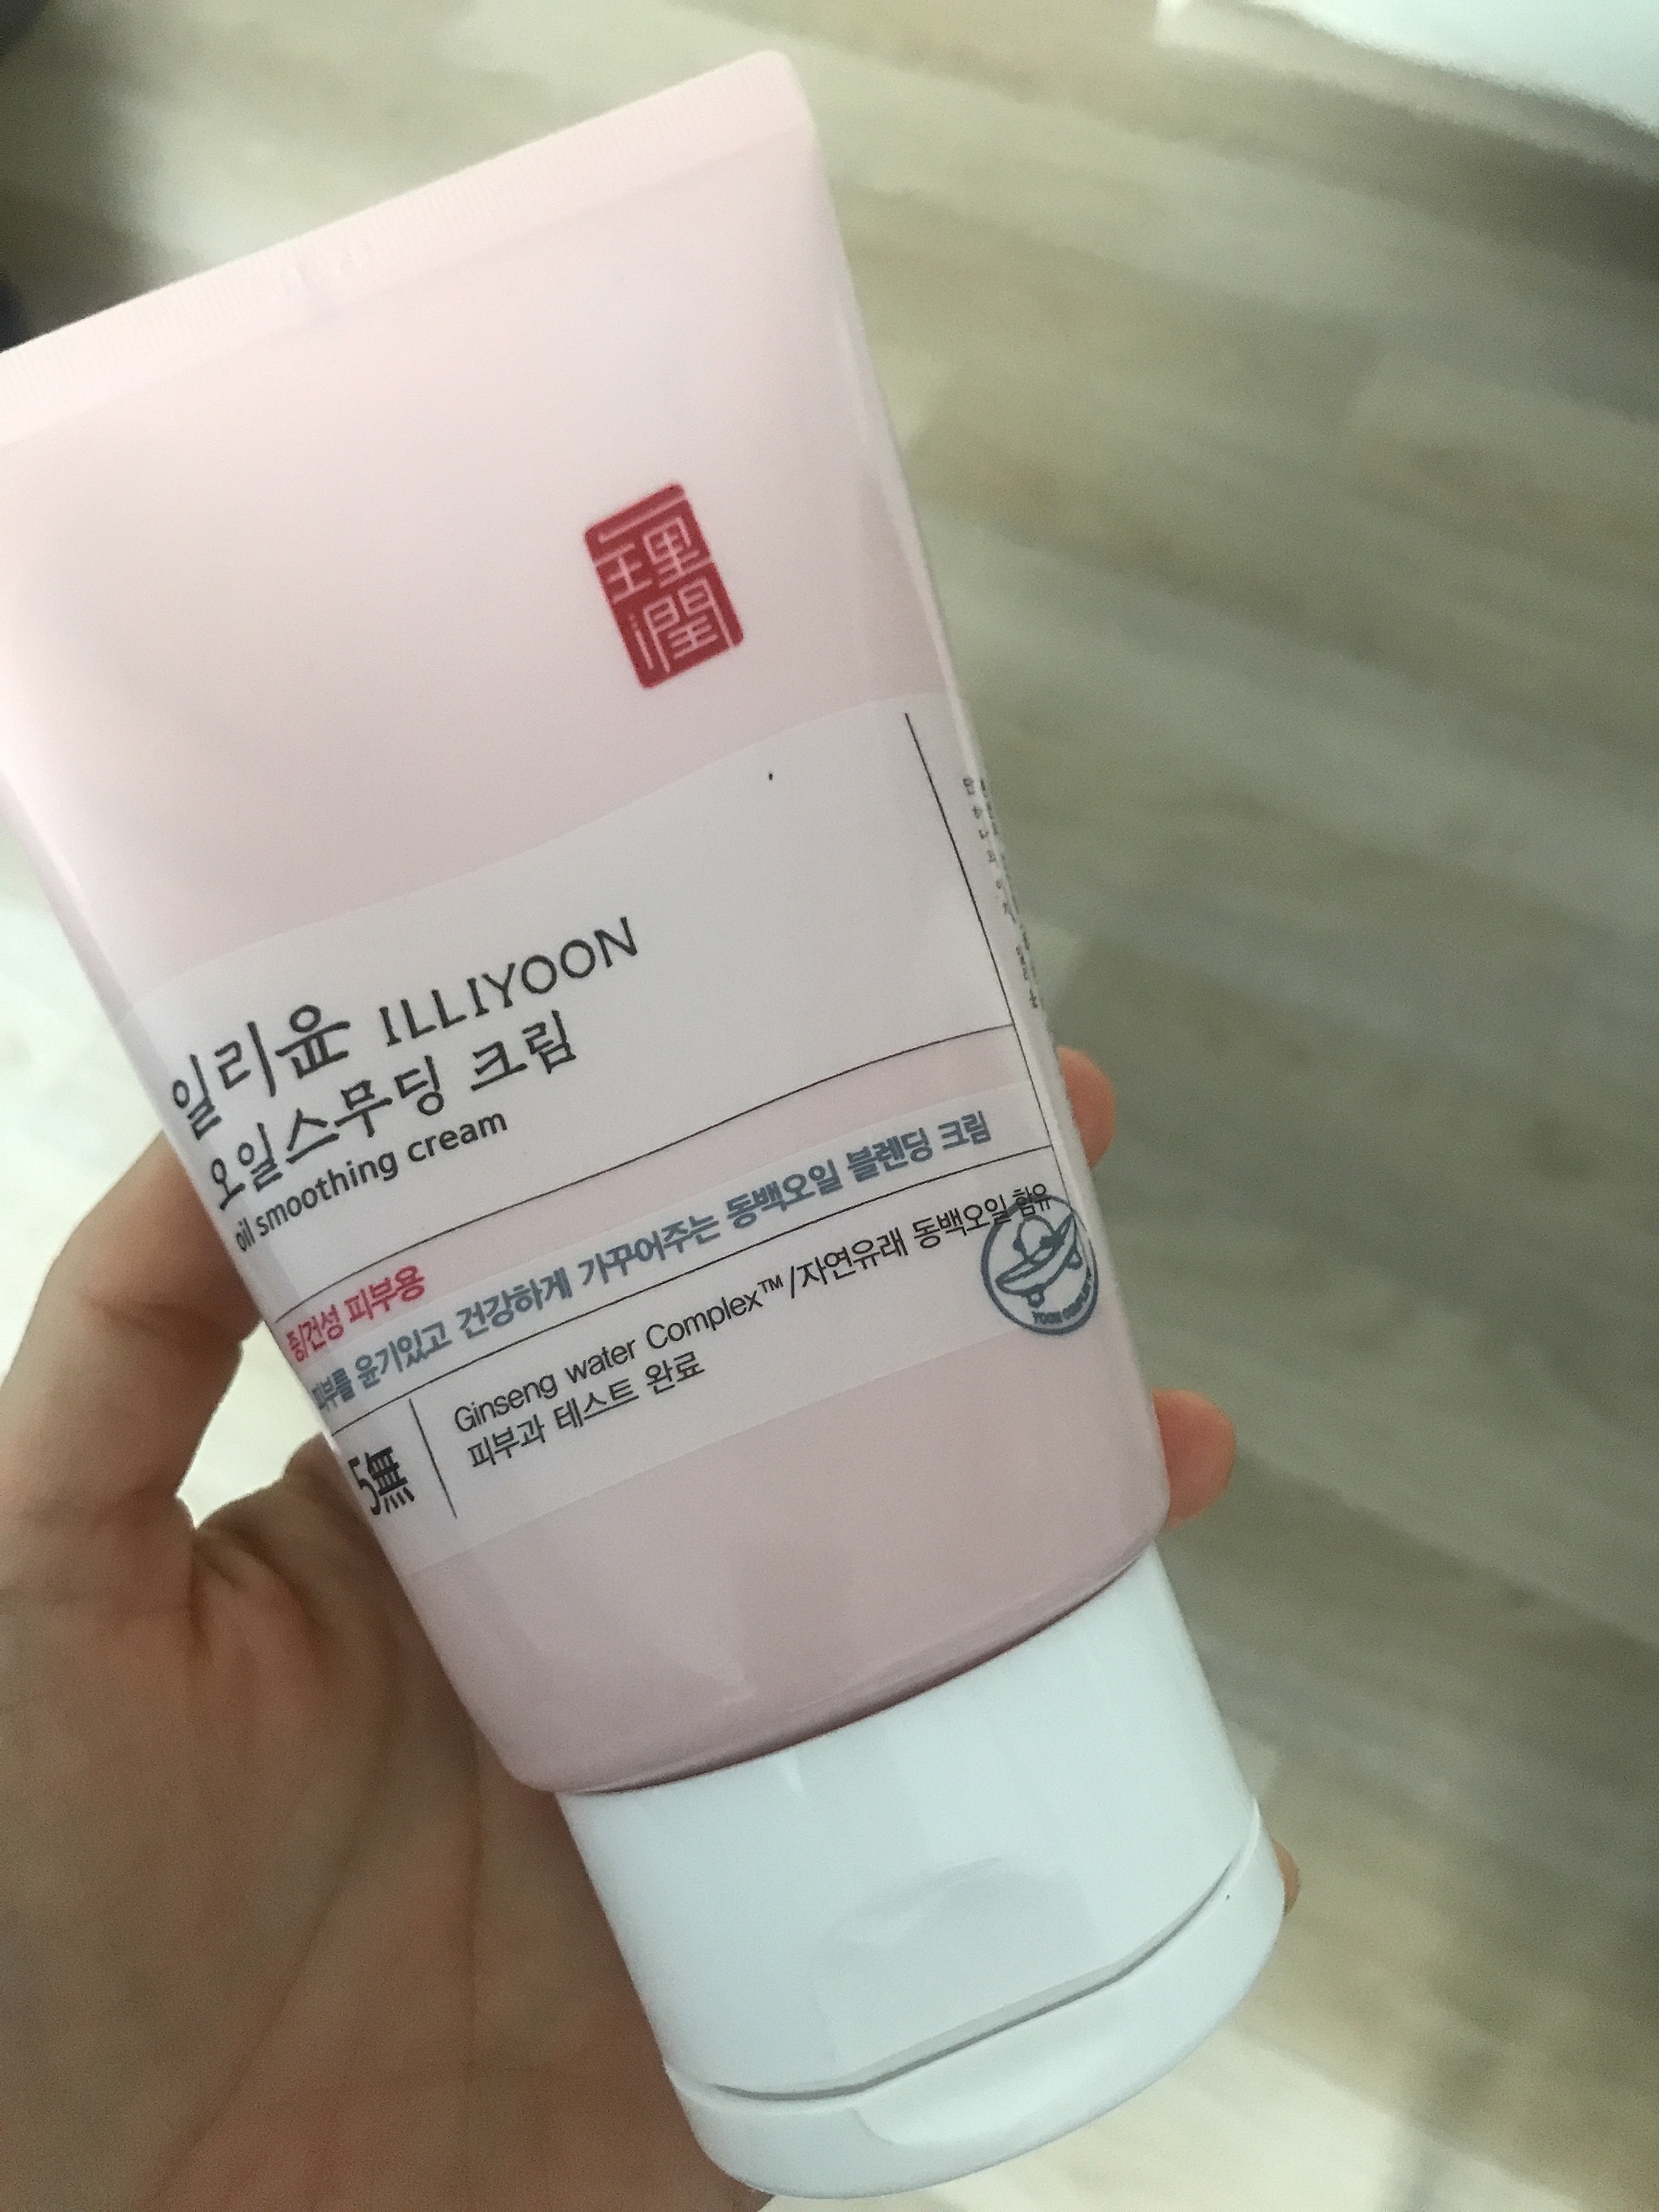 一理潤
일리윤 ILLIYOON
오일스무딩 크림
oil smoothing cream
중/건성 피부용
피부를 윤기있고 건강하게 가꾸어주는 동백오일 블렌딩 크림
5無
Ginseng water Complex™/자연유래 동백오일 함유
피부과 테스트 완료